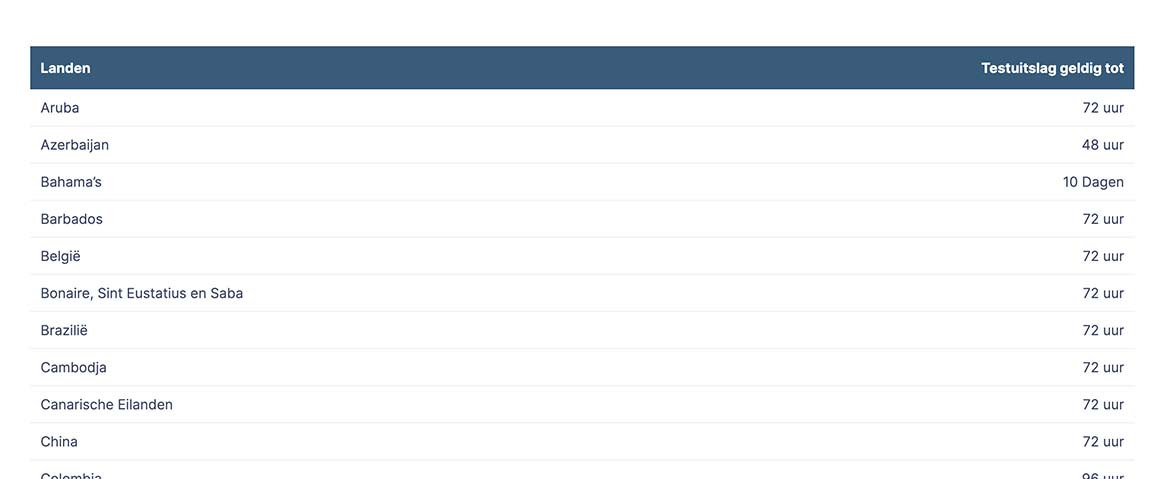 Landen Testuitslag geldig tot
Aruba 72 uur
Azerbaijan 48 uur
Bahama’s 10 Dagen
Barbados 72 uur
België 72 uur
Bonaire, Sint Eustatius en Saba 72 uur
Brazilië 72 uur
Cambodja 72 uur
Canarische Eilanden 72 uur
China 72 uur
Colombia 96 uur